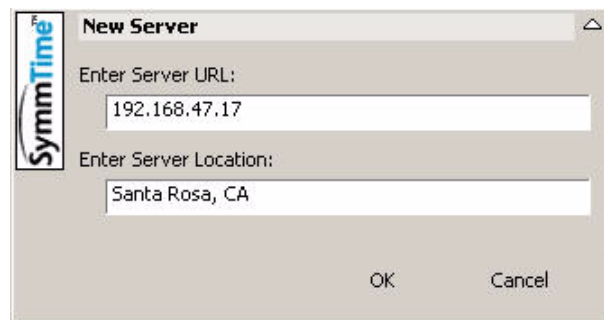 SymmTime
New Server
Enter Server URL:
192.168.47.17
Enter Server Location:
Santa Rosa, CA
OK Cancel